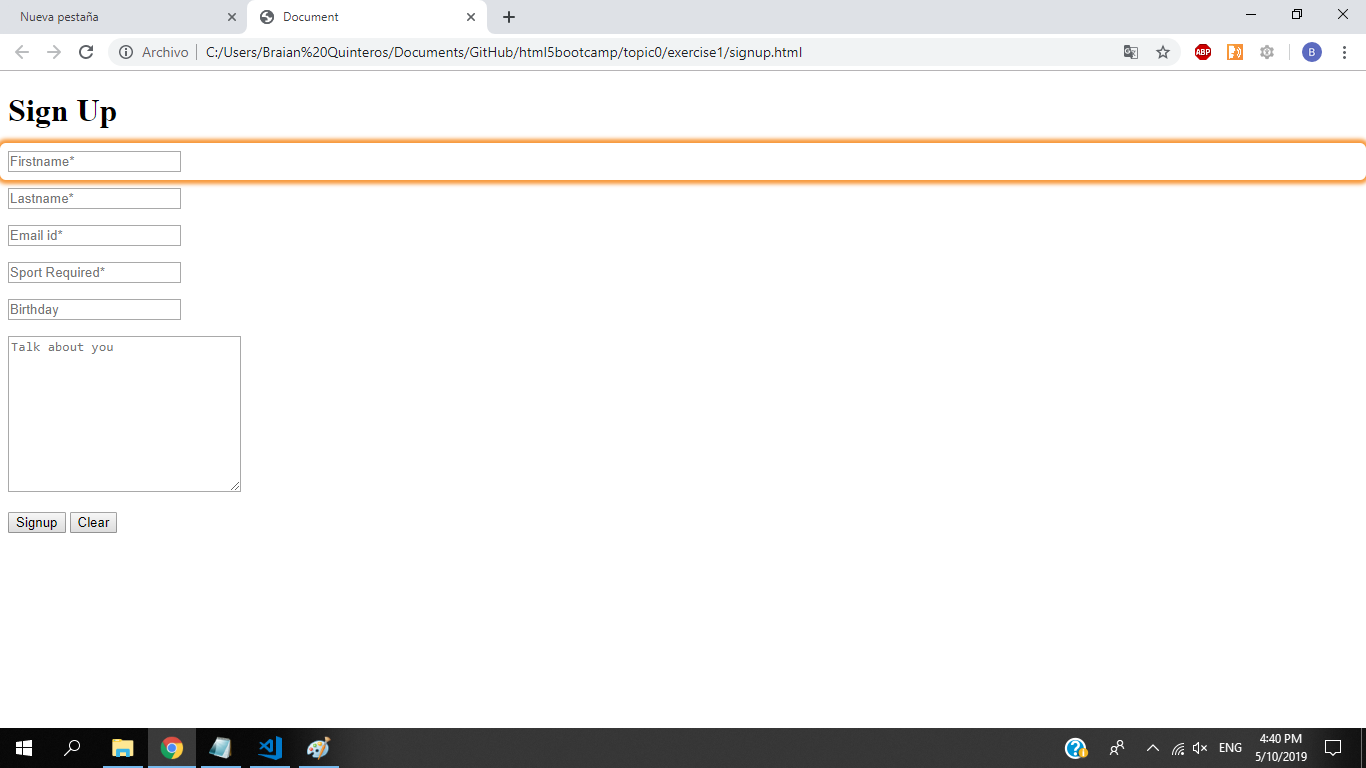 Nueva pestaña
Document
Archivo
C:/Users/Braian%20Quinteros/Documents/GitHub/html5bootcamp/topic0/exercise1/signup.html
ABP
B
Sign Up
Firstname*
Lastname*
Email id*
Sport Required*
Birthday
Talk about you
Signup
Clear
ENG
4:40 PM
5/10/2019